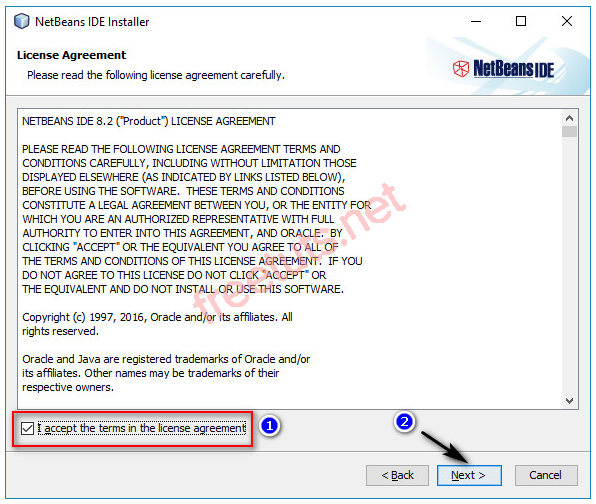 NetBeans IDE Installer
License Agreement
Please read the following license agreement carefully.
NetBeans IDE
NETBEANS IDE 8.2 ("Product") LICENSE AGREEMENT
PLEASE READ THE FOLLOWING LICENSE AGREEMENT TERMS AND
CONDITIONS CAREFULLY, INCLUDING WITHOUT LIMITATION THOSE
DISPLAYED ELSEWHERE (AS INDICATED BY LINKS LISTED BELOW),
BEFORE USING THE SOFTWARE.  THESE TERMS AND CONDITIONS
CONSTITUTE A LEGAL AGREEMENT BETWEEN YOU, OR THE ENTITY FOR
WHICH YOU ARE AN AUTHORIZED REPRESENTATIVE WITH FULL
AUTHORITY TO ENTER INTO THIS AGREEMENT, AND ORACLE.  BY
CLICKING "ACCEPT" OR THE EQUIVALENT YOU AGREE TO ALL OF
THE TERMS AND CONDITIONS OF THIS LICENSE AGREEMENT.  IF YOU
DO NOT AGREE TO THIS LICENSE DO NOT CLICK "ACCEPT" OR
THE EQUIVALENT AND DO NOT INSTALL OR USE THIS SOFTWARE.
Copyright (c) 1997, 2016, Oracle and/or its affiliates. All
rights reserved.
Oracle and Java are registered trademarks of Oracle and/or
its affiliates. Other names may be trademarks of their
respective owners.
freetuts.net
I accept the terms in the license agreement
1
2
< Back
Next >
Cancel